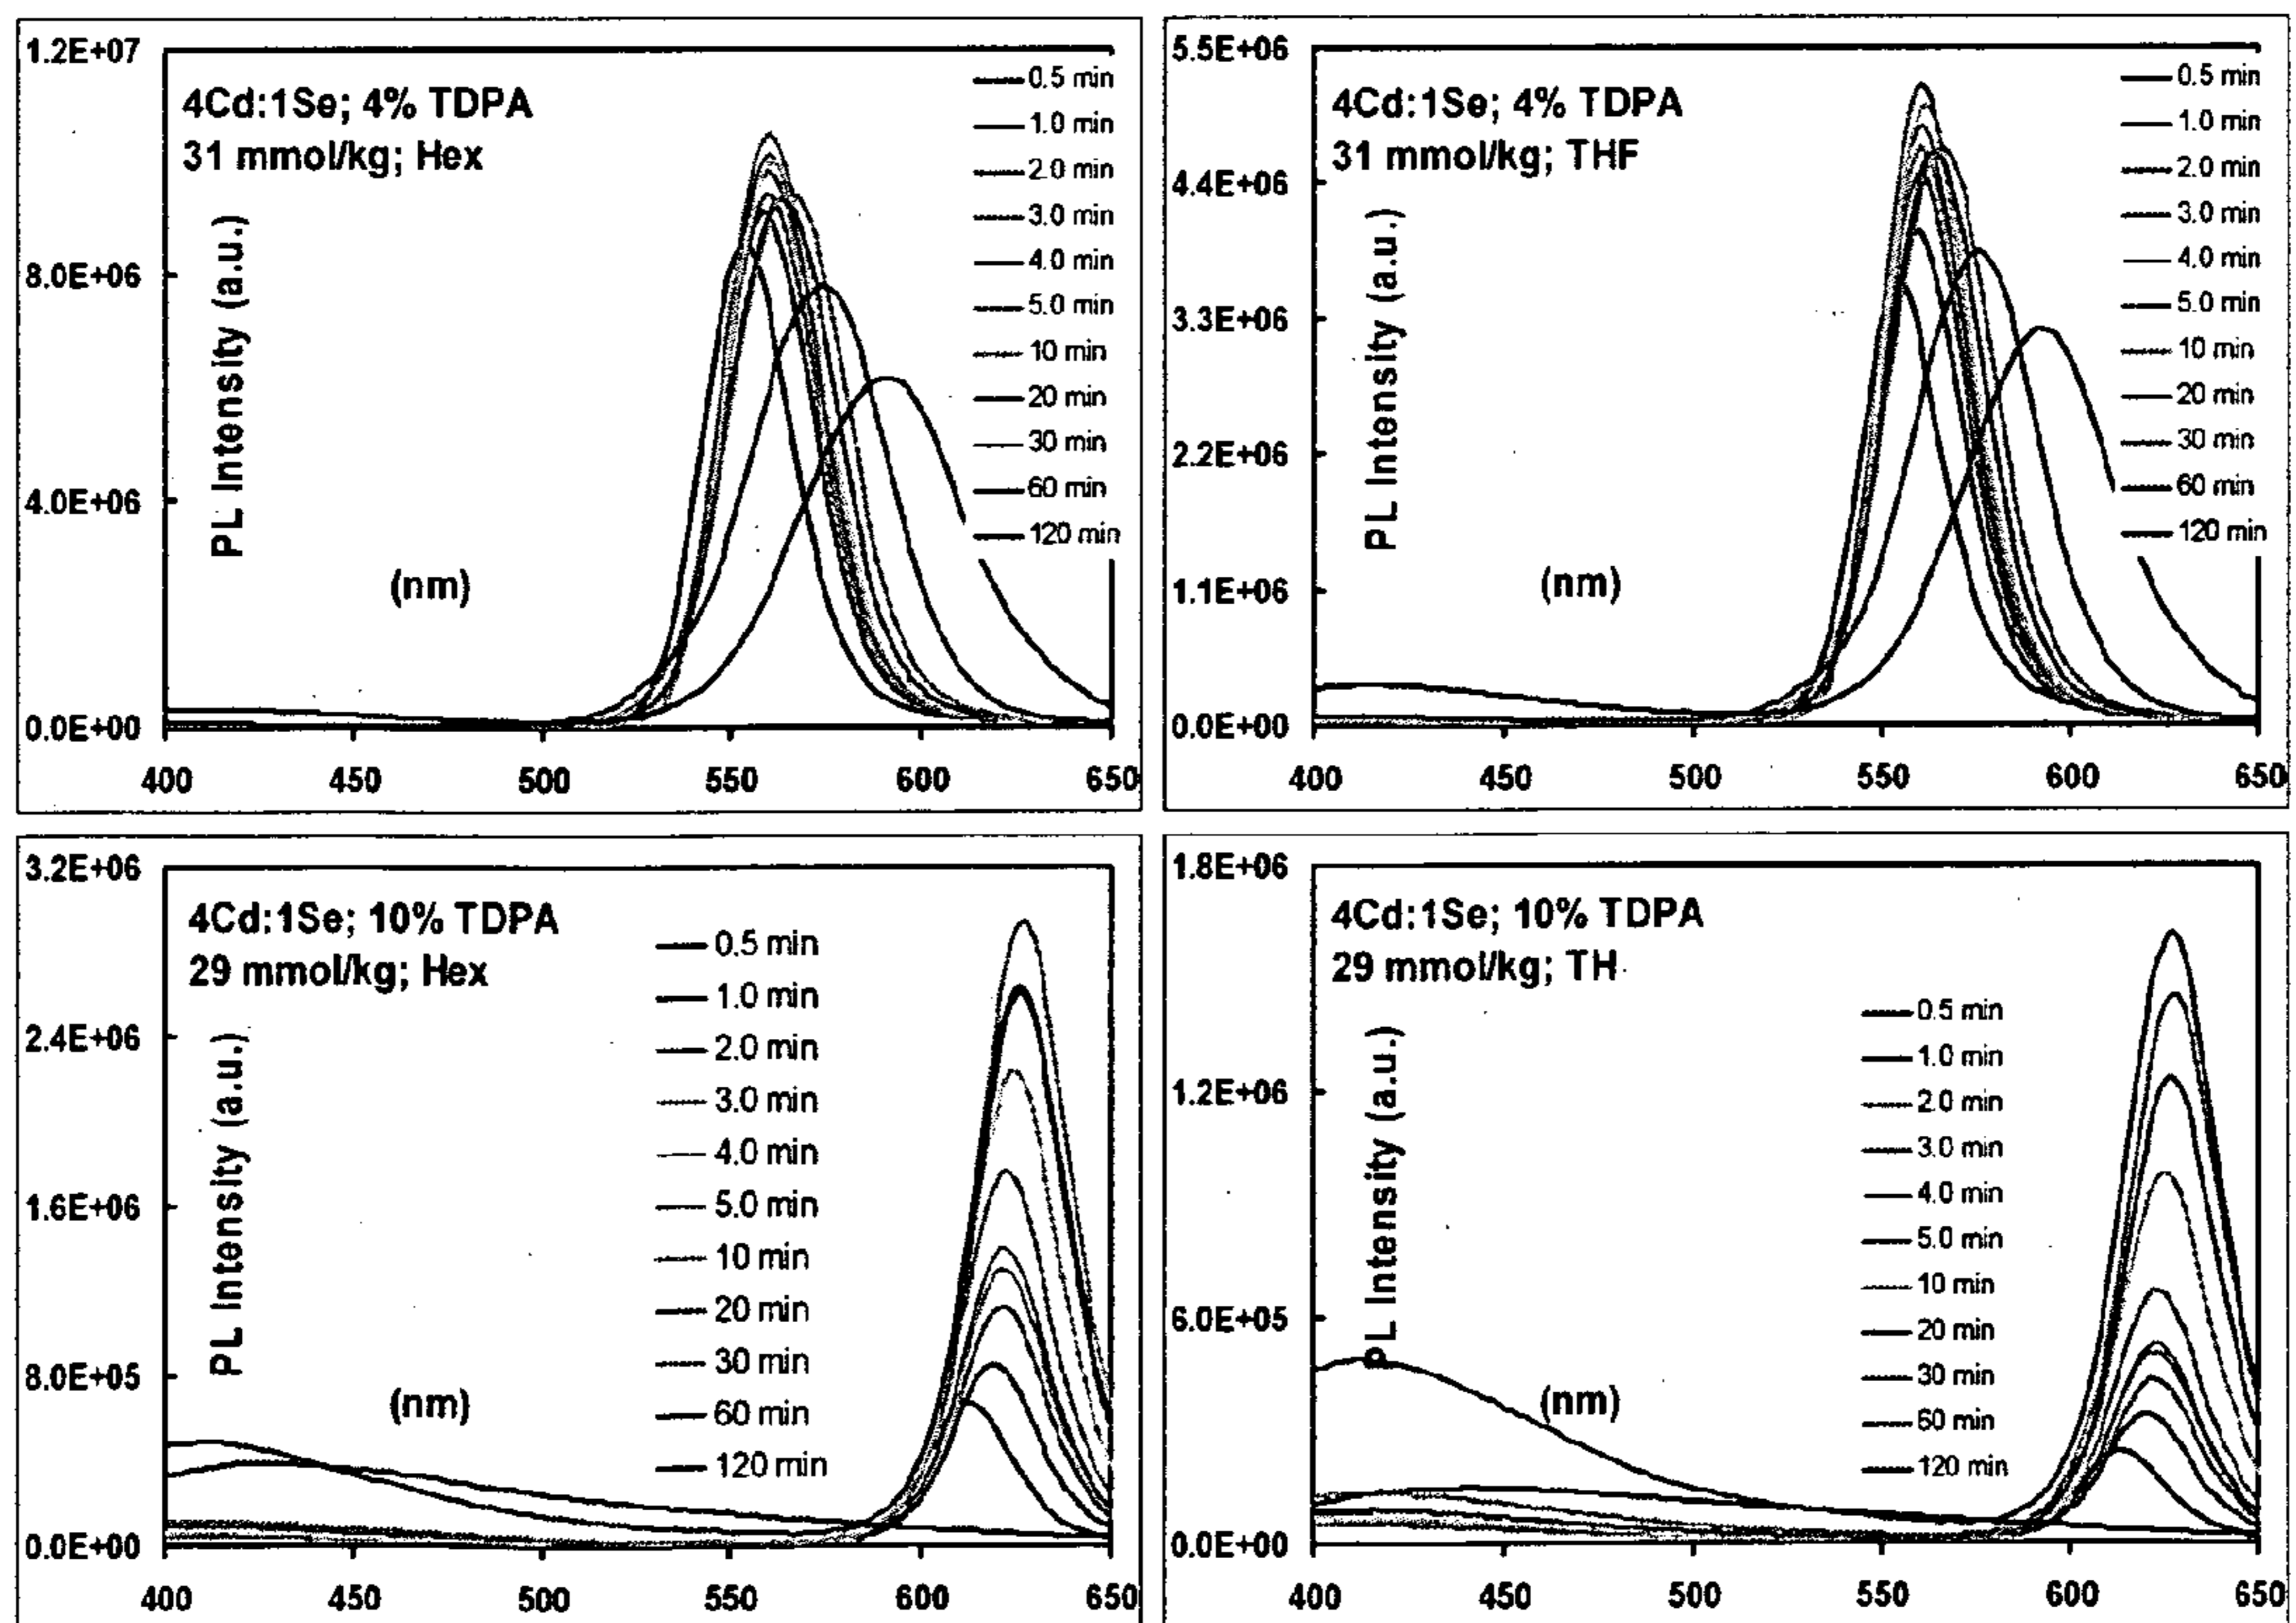 1.2E+07
8.0E+06
4.0E+06
0.0E+00
PL Intensity (a.u.)
4Cd:1Se; 4% TDPA
31 mmol/kg; Hex
(nm)
0.5 min
1.0 min
2.0 min
3.0 min
4.0 min
5.0 min
10 min
20 min
30 min
60 min
120 min
400 450 500 550 600 650
5.5E+06
4.4E+06
3.3E+06
2.2E+06
1.1E+06
0.0E+00
PL Intensity (a.u.)
4Cd:1Se; 4% TDPA
31 mmol/kg; THF
(nm)
0.5 min
1.0 min
2.0 min
3.0 min
4.0 min
5.0 min
10 min
20 min
30 min
60 min
120 min
400 450 500 550 600 650
3.2E+06
2.4E+06
1.6E+06
8.0E+05
0.0E+00
PL Intensity (a.u.)
4Cd:1Se; 10% TDPA
29 mmol/kg; Hex
(nm)
0.5 min
1.0 min
2.0 min
3.0 min
4.0 min
5.0 min
10 min
20 min
30 min
60 min
120 min
400 450 500 550 600 650
1.8E+06
1.2E+06
6.0E+05
0.0E+00
PL Intensity (a.u.)
4Cd:1Se; 10% TDPA
29 mmol/kg; TH
(nm)
0.5 min
1.0 min
2.0 min
3.0 min
4.0 min
5.0 min
10 min
20 min
30 min
60 min
120 min
400 450 500 550 600 650